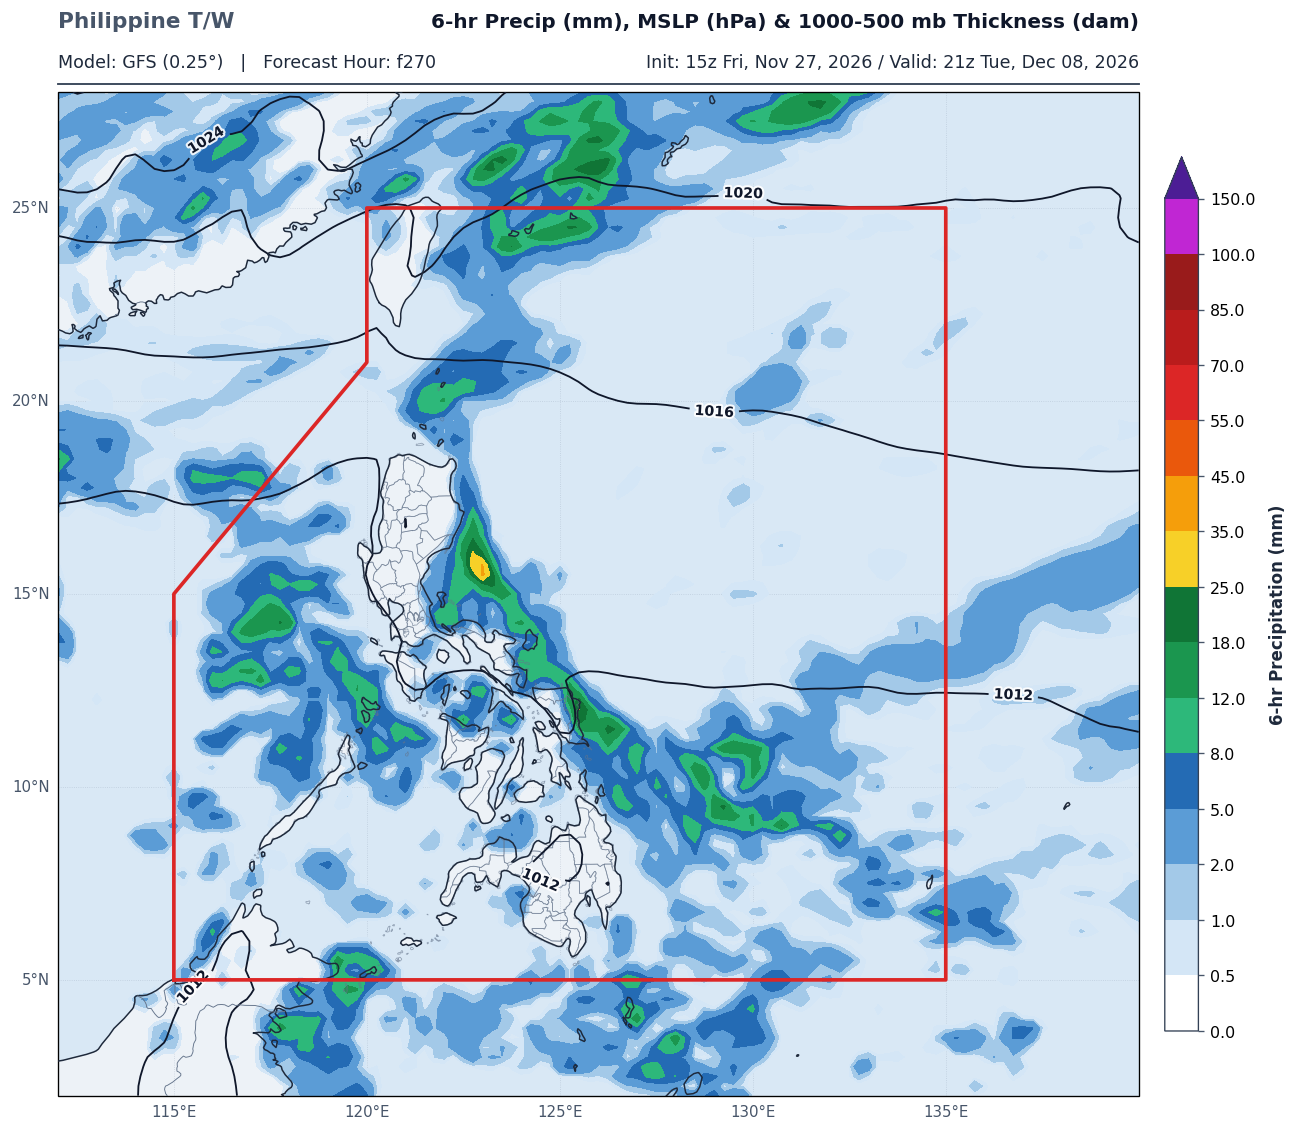 Philippine T/W
6-hr Precip (mm), MSLP (hPa) & 1000-500 mb Thickness (dam)
Model: GFS (0.25°) | Forecast Hour: f270
Init: 15z Fri, Nov 27, 2026 / Valid: 21z Tue, Dec 08, 2026
1024
1020
1016
1012
1012
1012
25°N
20°N
15°N
10°N
5°N
115°E
120°E
125°E
130°E
135°E
150.0
100.0
85.0
70.0
55.0
45.0
35.0
25.0
18.0
12.0
8.0
5.0
2.0
1.0
0.5
0.0
6-hr Precipitation (mm)